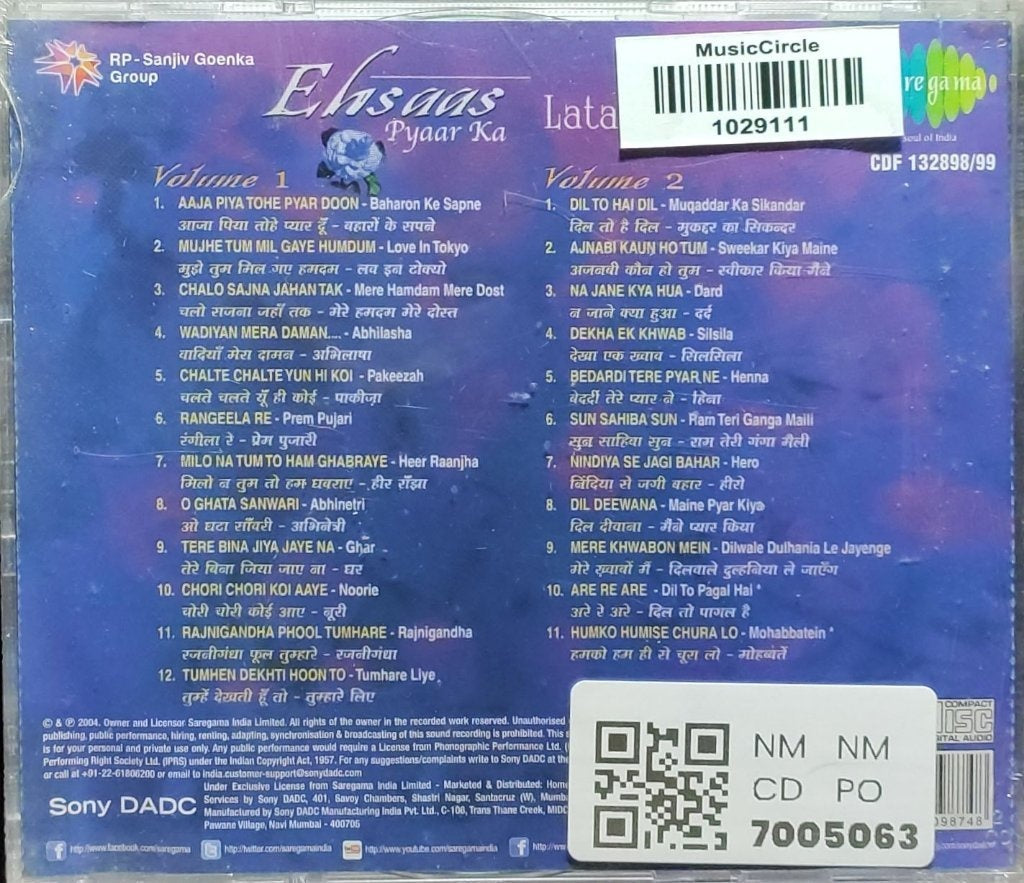 RP-Sanjiv Goenka
Group
Ehsaas
Pyaar Ka
Lata
MusicCircle
1029111
re ga ma
soul of India
CDF 132898/99
Volume 1
1. AAJA PIYA TOHE PYAR DOON - Baharon Ke Sapne
आजा पिया तोहे प्यार दूँ - बहारों के सपने
2. MUJHE TUM MIL GAYE HUMDUM - Love In Tokyo
मुझे तुम मिल गए हमदम - लव इन टोक्यो
3. CHALO SAJNA JAHAN TAK - Mere Hamdam Mere Dost
चलो सजना जहाँ तक - मेरे हमदम मेरे दोस्त
4. WADIYAN MERA DAMAN.... - Abhilasha
वादियाँ मेरा दामन - अभिलाषा
5. CHALTE CHALTE YUN HI KOI - Pakeezah
चलते चलते यूँ ही कोई - पाकीज़ा
6. RANGEELA RE - Prem Pujari
रंगीला रे - प्रेम पुजारी
7. MILO NA TUM TO HAM GHABRAYE - Heer Raanjha
मिलो न तुम तो हम घबराए - हीर राँझा
8. O GHATA SANWARI - Abhinetri
ओ घटा साँवरी - अभिनेत्री
9. TERE BINA JIYA JAYE NA - Ghar
तेरे बिना जिया जाए ना - घर
10. CHORI CHORI KOI AAYE - Noorie
चोरी चोरी कोई आए - नूरी
11. RAJNIGANDHA PHOOL TUMHARE - Rajnigandha
रजनीगंधा फूल तुम्हारे - रजनीगंधा
12. TUMHEN DEKHTI HOON TO - Tumhare Liye
तुम्हें देखती हूँ तो - तुम्हारे लिए
Volume 2
1. DIL TO HAI DIL - Muqaddar Ka Sikandar
दिल तो है दिल - मुकद्दर का सिकन्दर
2. AJNABI KAUN HO TUM - Sweekar Kiya Maine
अजनबी कौन हो तुम - स्वीकार किया मैंने
3. NA JANE KYA HUA - Dard
न जाने क्या हुआ - दर्द
4. DEKHA EK KHWAB - Silsila
देखा एक ख्वाब - सिलसिला
5. BEDARDI TERE PYAR NE - Henna
बेदर्दी तेरे प्यार ने - हिना
6. SUN SAHIBA SUN - Ram Teri Ganga Maili
सुन साहिबा सुन - राम तेरी गंगा मैली
7. NINDIYA SE JAGI BAHAR - Hero
निंदिया से जगी बहार - हीरो
8. DIL DEEWANA - Maine Pyar Kiya
दिल दीवाना - मैने प्यार किया
9. MERE KHWABON MEIN - Dilwale Dulhania Le Jayenge
मेरे ख्वाबों में - दिलवाले दुल्हनिया ले जाएँग
10. ARE RE ARE - Dil To Pagal Hai *
अरे रे अरे - दिल तो पागल है
11. HUMKO HUMISE CHURA LO - Mohabbatein *
हमको हम ही से चूरा लो - मोहब्बतें
© & ℗ 2004. Owner and Licensor Saregama India Limited. All rights of the owner in the recorded work reserved. Unauthorised
publishing, public performance, hiring, renting, adapting, synchronisation & broadcasting of this sound recording is prohibited. This
is for your personal and private use only. Any public performance would require a License from Phonographic Performance Ltd.
Performing Right Society Ltd. (IPRS) under the Indian Copyright Act, 1957. For any suggestions/complaints write to Sony DADC at the
or call at +91-22-61806200 or email to india.customer-support@sonydadc.com
Sony DADC
Under Exclusive License from Saregama India Limited - Marketed & Distributed: Home
Services by Sony DADC, 401, Savoy Chambers, Shastri Nagar, Santacruz (W), Mumba
Manufactured by Sony DADC Manufacturing India Pvt. Ltd., C-106, Trans Thane Creek, MIDC
Pawane Village, Navi Mumbai - 400705
http://www.facebook.com/saregama
http://twitter.com/saregamaindia
http://www.youtube.com/saregamaindia
NM NM
CD PO
7005063
COMPACT
DISC
DIGITAL AUDIO
098748